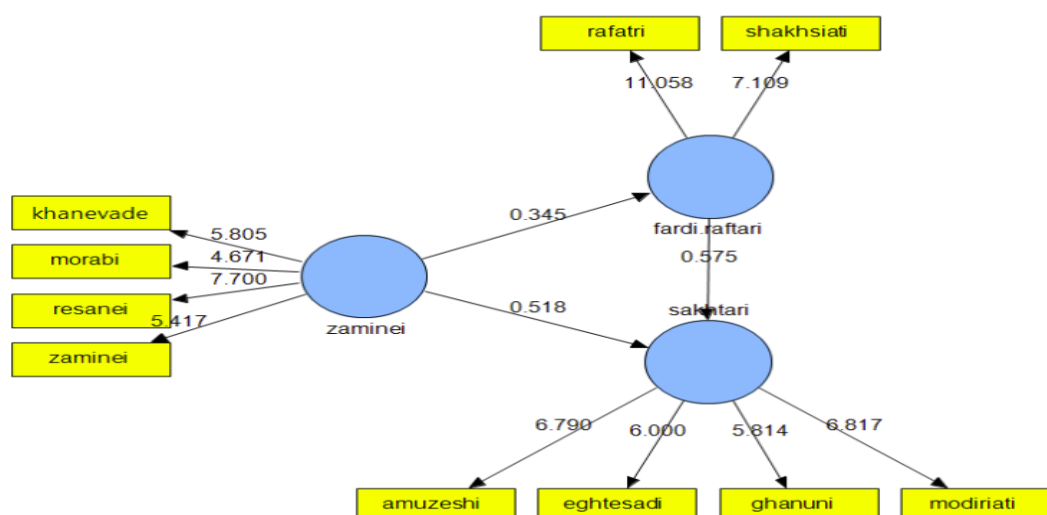 rafatri
shakhsiati
11.058
7.109
khanevade
5.805
0.345
fardi.raftari
morabi
4.671
0.575
7.700
resanei
0.518
sakhtari
5.417
zaminei
zaminei
6.790
6.000
5.814
6.817
amuzeshi
eghtesadi
ghanuni
modiriati